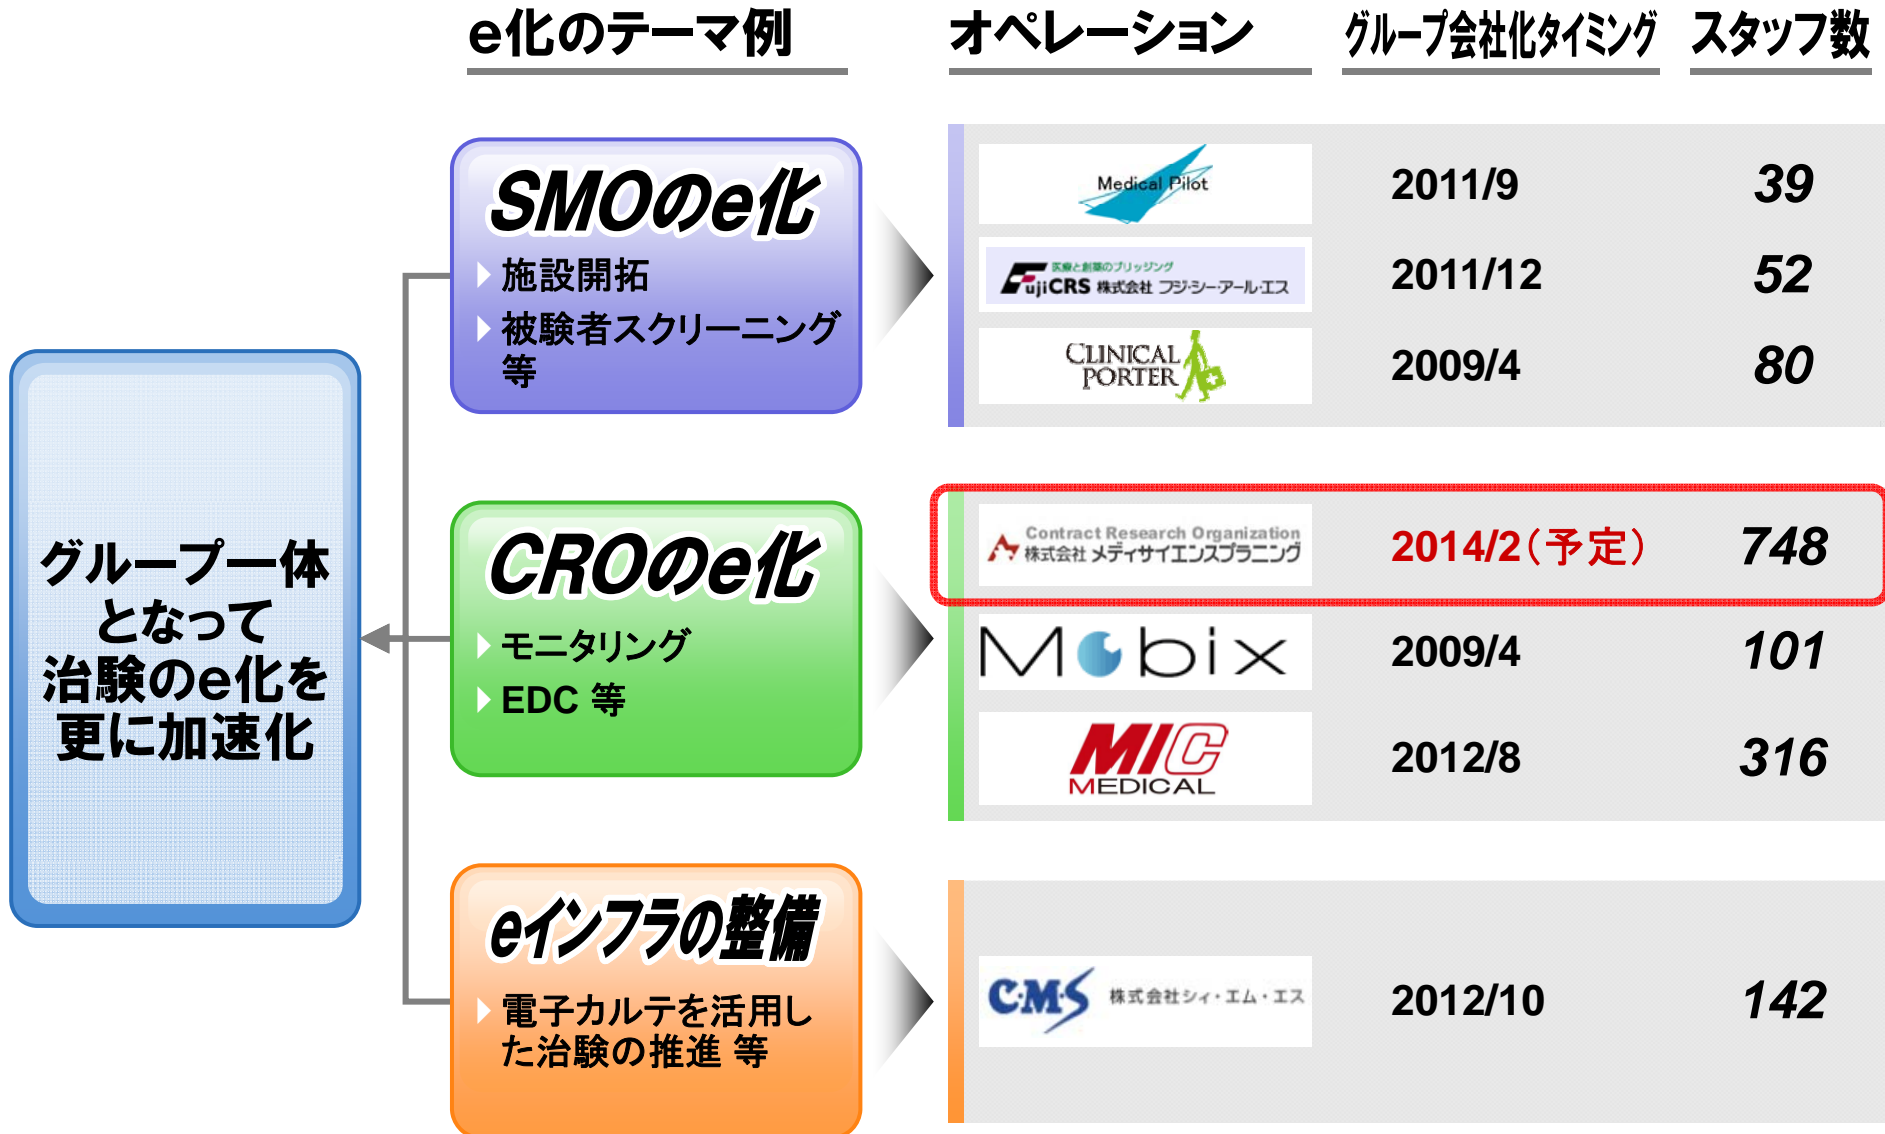 e化のテーマ例
オペレーション
グループ会社化タイミング
スタッフ数
グループ一体
となって
治験のe化を
更に加速化
SMOのe化
施設開拓
被験者スクリーニング
等
Medical Pilot
2011/9
39
医療と創薬のブリッジング
FujiCRS 株式会社 フジ・シー・アール・エス
2011/12
52
CLINICAL
PORTER
2009/4
80
CROのe化
モニタリング
EDC 等
Contract Research Organization
株式会社 メディサイエンスプラニング
2014/2（予定）
748
Mobix
2009/4
101
MIC
MEDICAL
2012/8
316
eインフラの整備
電子カルテを活用し
た治験の推進 等
C・M・S 株式会社シィ・エム・エス
2012/10
142